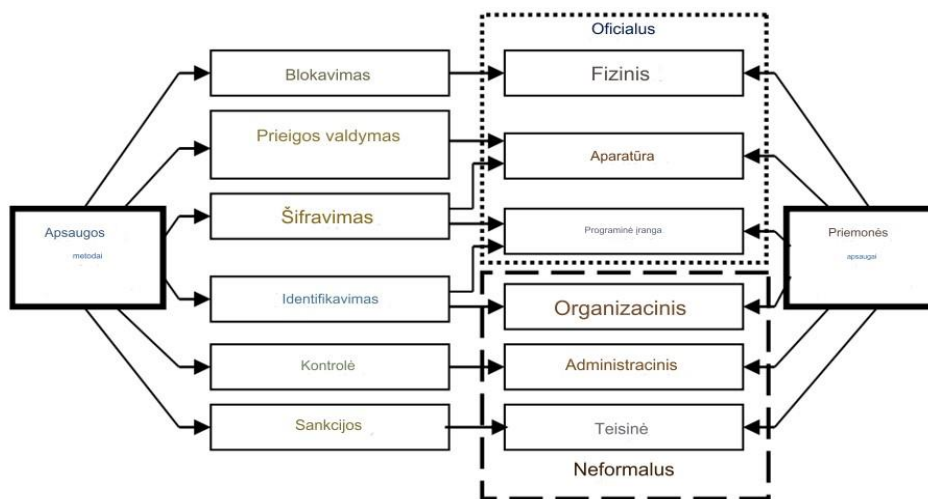 Oficialus
Blokavimas
Fizinis
Prieigos valdymas
Aparatūra
Šifravimas
Apsaugos
metodai
Programinė įranga
Priemonės
apsaugai
Identifikavimas
Organizacinis
Kontrolė
Administracinis
Sankcijos
Teisinė
Neformalus